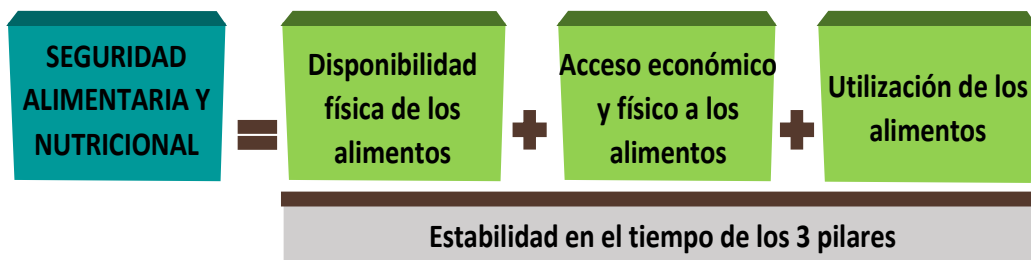 SEGURIDAD
ALIMENTARIA Y
NUTRICIONAL
=
Disponibilidad
física de los
alimentos
+
Acceso económico
y físico a los
alimentos
+
Utilización de los
alimentos
Estabilidad en el tiempo de los 3 pilares